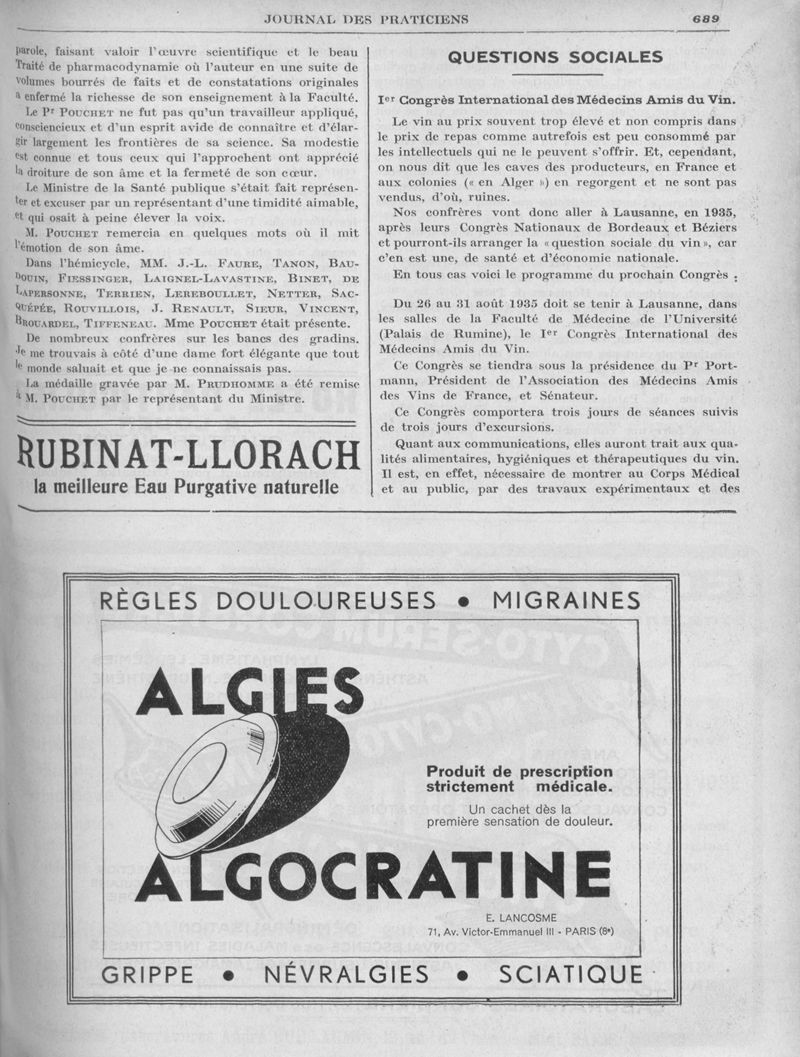 JOURNAL DES PRATICIENS 689
parole, faisant valoir l'œuvre scientifique et le beau
Traité de pharmacodynamie où l'auteur en une suite de
volumes bourrés de faits et de constatations originales
a enfermé la richesse de son enseignement à la Faculté.
Le Pr POUCHET ne fut pas qu'un travailleur appliqué,
consciencieux et d'un esprit avide de connaître et d'élar-
gir largement les frontières de sa science. Sa modestie
est connue et tous ceux qui l'approchent ont apprécié
la droiture de son âme et la fermeté de son cœur.
Le Ministre de la Santé publique s'était fait représen-
ter et excuser par un représentant d'une timidité aimable,
et qui osait à peine élever la voix.
M. POUCHET remercia en quelques mots où il mit
l'émotion de son âme.
Dans l'hémicycle, MM. J.-L. FAURE, TANON, BAU-
DOUIN, FIESSINGER, LAIGNEL-LAVASTINE, BINET, DE
LAPERSONNE, TERRIEN, LEREBOULLET, NETTER, SAC-
QUÉPÉE, ROUVILLOIS, J. RENAULT, SIEUR, VINCENT,
BROUARDEL, TIFFENEAU. Mme POUCHET était présente.
De nombreux confrères sur les bancs des gradins.
Je me trouvais à côté d'une dame fort élégante que tout
le monde saluait et que je ne connaissais pas.
La médaille gravée par M. PRUDHOMME a été remise
à M. POUCHET par le représentant du Ministre.
RUBINAT-LLORACH
la meilleure Eau Purgative naturelle
QUESTIONS SOCIALES
Ier Congrès International des Médecins Amis du Vin.
Le vin au prix souvent trop élevé et non compris dans
le prix de repas comme autrefois est peu consommé par
les intellectuels qui ne le peuvent s'offrir. Et, cependant,
on nous dit que les caves des producteurs, en France et
aux colonies (« en Alger ») en regorgent et ne sont pas
vendus, d'où, ruines.
Nos confrères vont donc aller à Lausanne, en 1935,
après leurs Congrès Nationaux de Bordeaux et Béziers
et pourront-ils arranger la « question sociale du vin », car
c'en est une, de santé et d'économie nationale.
En tous cas voici le programme du prochain Congrès :
Du 26 au 31 août 1935 doit se tenir à Lausanne, dans
les salles de la Faculté de Médecine de l'Université
(Palais de Rumine), le Ier Congrès International des
Médecins Amis du Vin.
Ce Congrès se tiendra sous la présidence du Pr Port-
mann, Président de l'Association des Médecins Amis
des Vins de France, et Sénateur.
Ce Congrès comportera trois jours de séances suivis
de trois jours d'excursions.
Quant aux communications, elles auront trait aux qua-
lités alimentaires, hygiéniques et thérapeutiques du vin.
Il est, en effet, nécessaire de montrer au Corps Médical
et au public, par des travaux expérimentaux et des
RÈGLES DOULOUREUSES • MIGRAINES
ALGIES
Produit de prescription
strictement médicale.
Un cachet dès la
première sensation de douleur.
ALGOCRATINE
E. LANCOSME
71, Av. Victor-Emmanuel III - PARIS (8e)
GRIPPE • NÉVRALGIES • SCIATIQUE